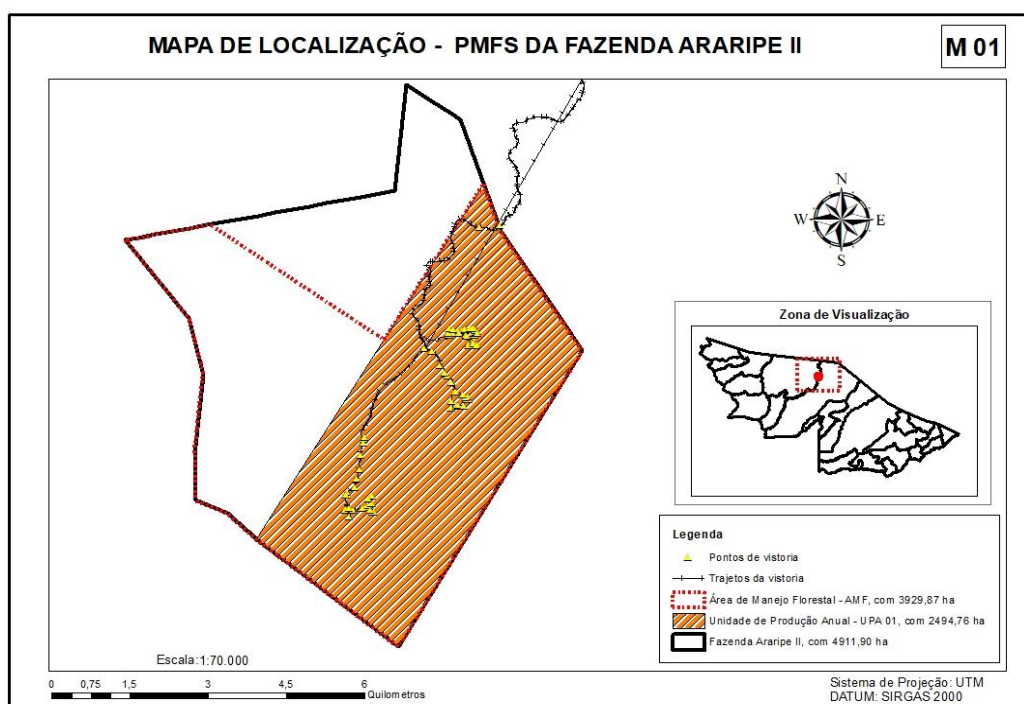 MAPA DE LOCALIZAÇÃO - PMFS DA FAZENDA ARARIPE II
M 01
N
W E
S
Zona de Visualização
Legenda
Pontos de vistoria
Trajetos da vistoria
Área de Manejo Florestal - AMF, com 3929,87 ha
Unidade de Produção Anual - UPA 01, com 2494,76 ha
Fazenda Araripe II, com 4911,90 ha
Escala:1:70.000
0 0,75 1,5 3 4,5 6
Quilometros
Sistema de Projeção: UTM
DATUM: SIRGAS 2000